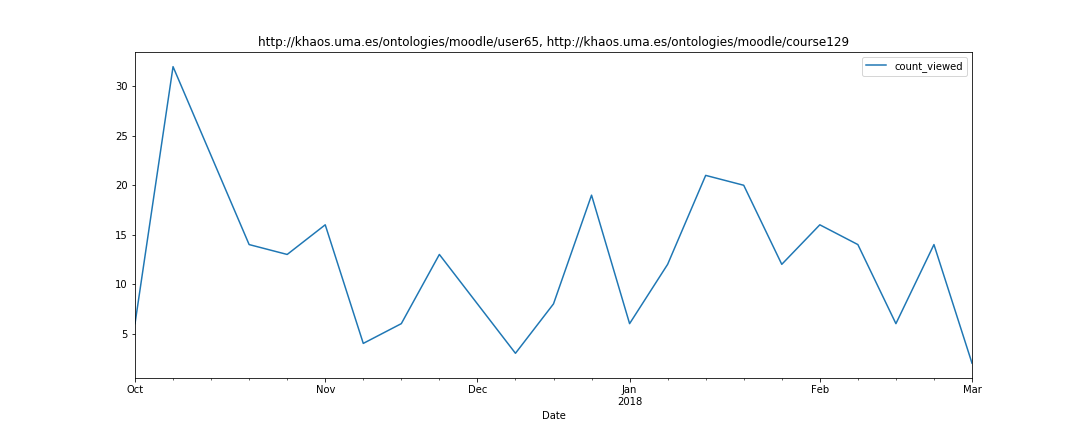 http://khaos.uma.es/ontologies/moodle/user65, http://khaos.uma.es/ontologies/moodle/course129
count_viewed
30
25
20
15
10
5
Oct Nov Dec Jan Feb Mar
2018
Date